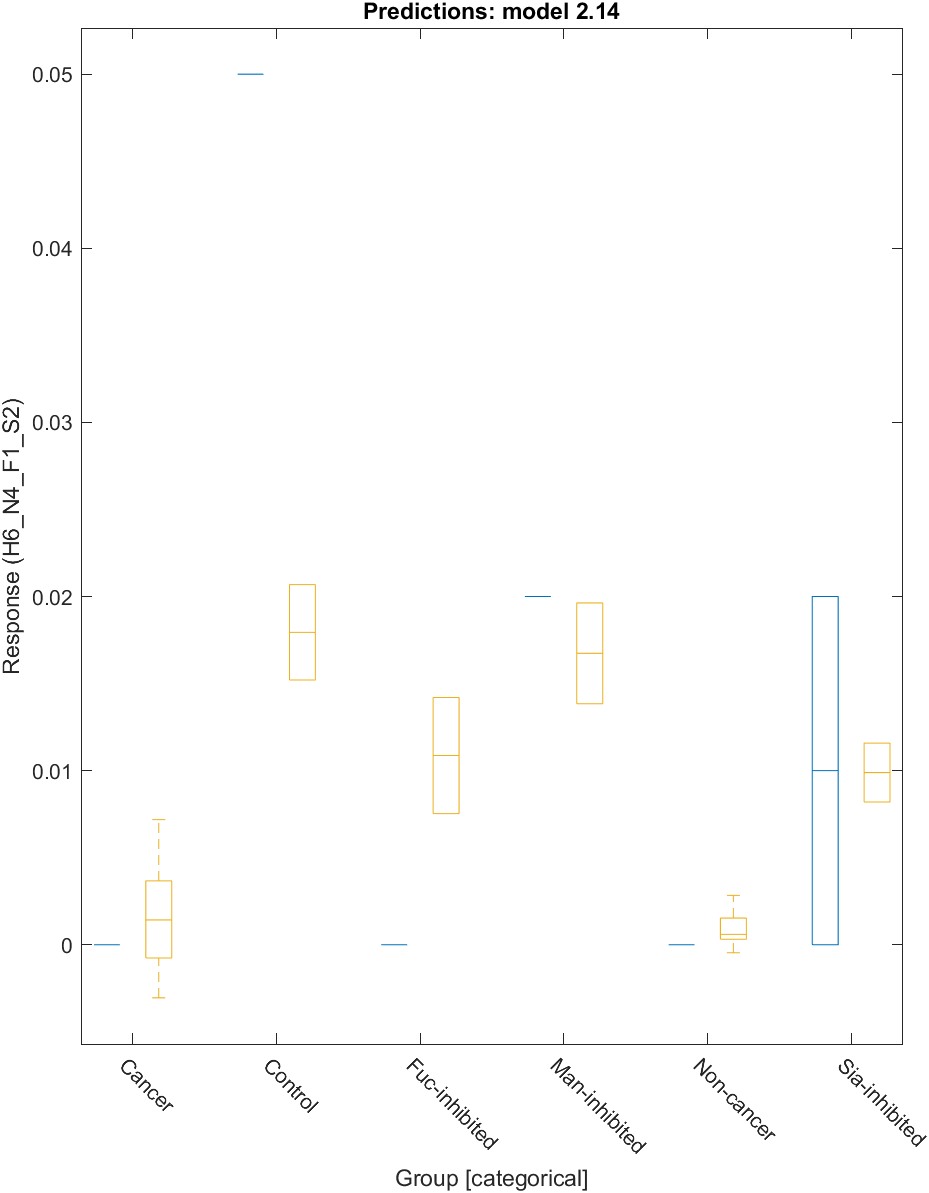 Predictions: model 2.14
Response (H6_N4_F1_S2)
0.05
0.04
0.03
0.02
0.01
0
Cancer
Control
Fuc-inhibited
Man-inhibited
Non-cancer
Sia-inhibited
Group [categorical]